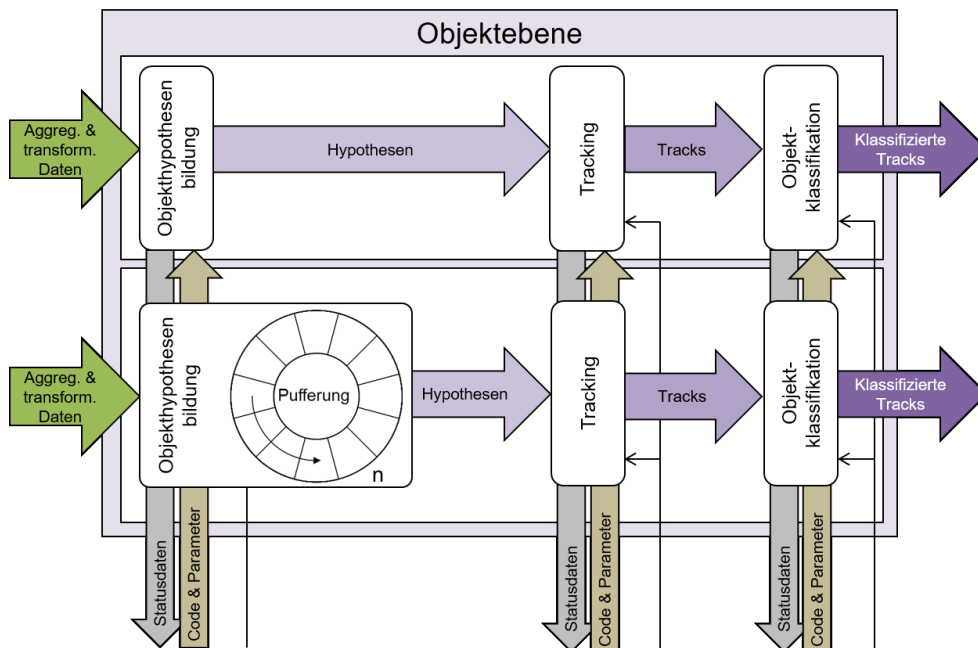 Objektebene
Aggreg. &
transform.
Daten
Objekthypothesen
bildung
Hypothesen
Tracking
Tracks
Objekt-
klassifikation
Klassifizierte
Tracks
Aggreg. &
transform.
Daten
Objekthypothesen
bildung
Pufferung
n
Hypothesen
Tracking
Tracks
Objekt-
klassifikation
Klassifizierte
Tracks
Statusdaten
Code & Parameter
Statusdaten
Code & Parameter
Statusdaten
Code & Parameter